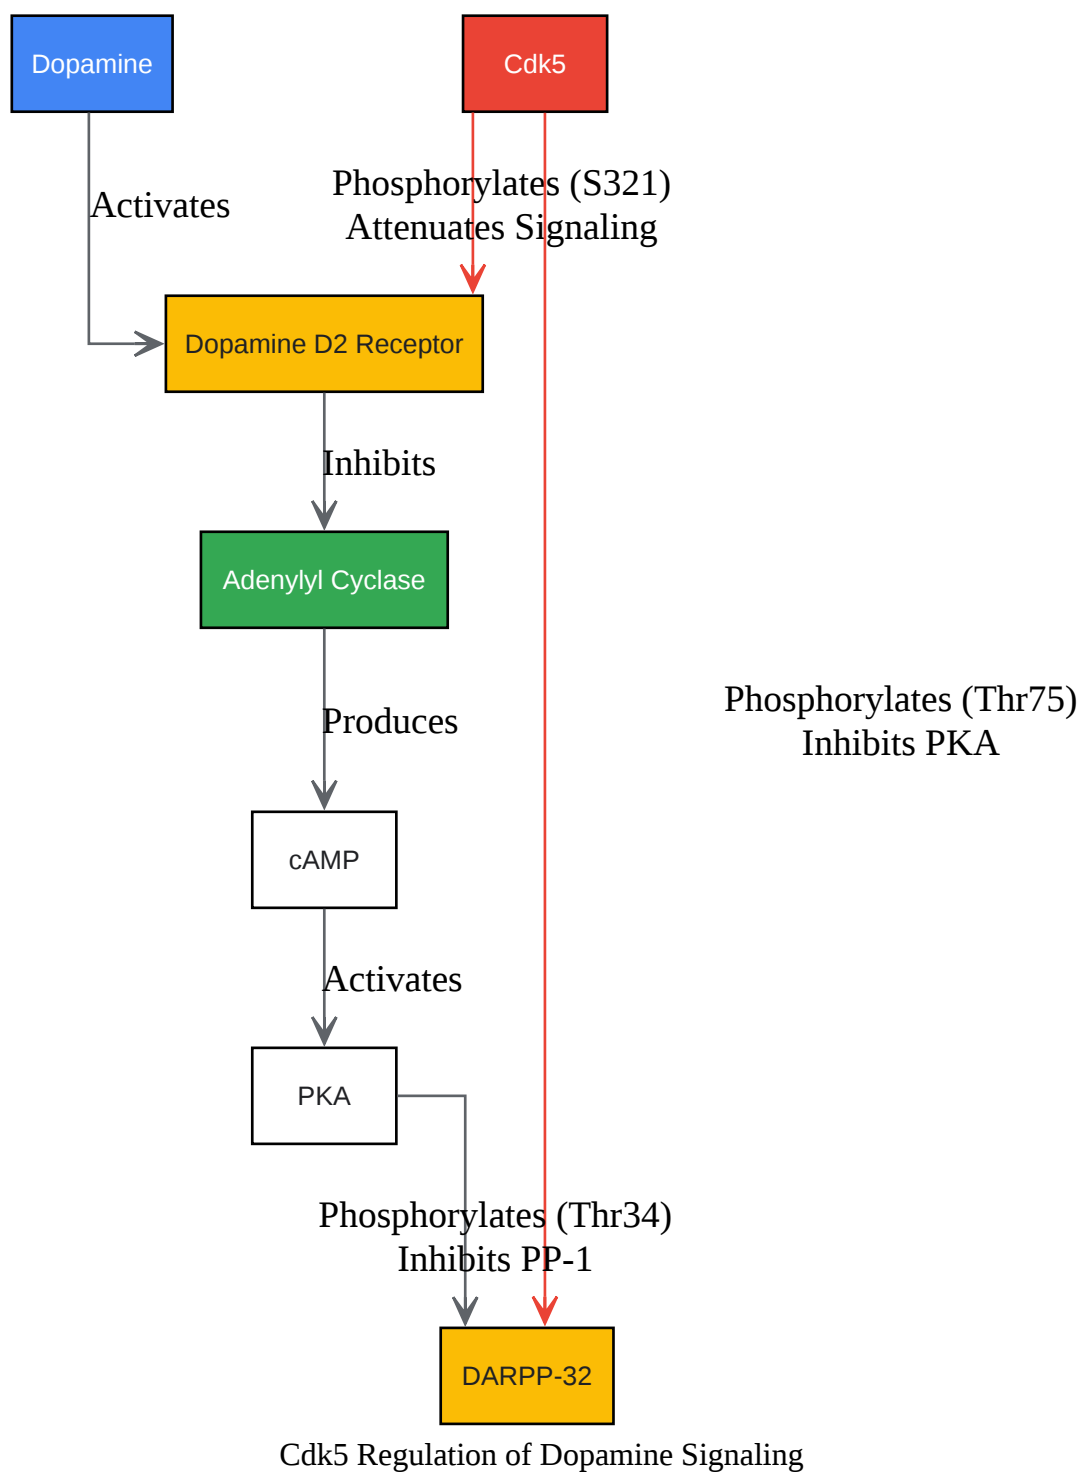 Dopamine
Cdk5
Activates
Phosphorylates (S321)
Attenuates Signaling
Dopamine D2 Receptor
Inhibits
Adenylyl Cyclase
Produces
Phosphorylates (Thr75)
Inhibits PKA
cAMP
Activates
PKA
Phosphorylates (Thr34)
Inhibits PP-1
DARPP-32
Cdk5 Regulation of Dopamine Signaling